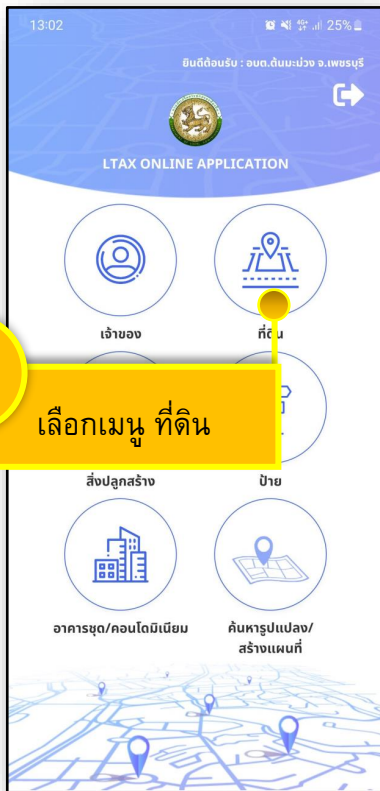 13:02
4G+
25%
ยินดีต้อนรับ : อบต.ต้นมะม่วง จ.เพชรบุรี
LTAX ONLINE APPLICATION
เจ้าของ
ที่ดิน
เลือกเมนู ที่ดิน
สิ่งปลูกสร้าง
ป้าย
อาคารชุด/คอนโดมิเนียม
ค้นหารูปแปลง/
สร้างแผนที่